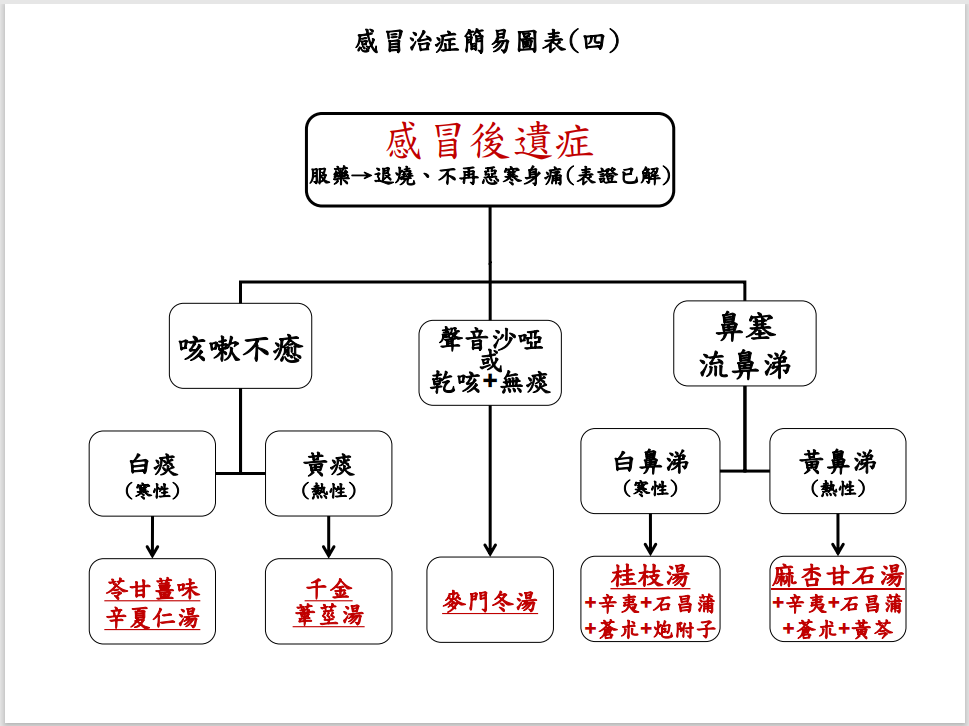 感冒治症簡易圖表(四)
感冒後遺症
服藥→退燒、不再惡寒身痛(表證已解)
咳嗽不癒
聲音沙啞
或
乾咳+無痰
鼻塞
流鼻涕
白痰
(寒性)
黃痰
(熱性)
白鼻涕
(寒性)
黃鼻涕
(熱性)
苓甘薑味
辛夏仁湯
千金
葦莖湯
麥門冬湯
桂枝湯
+辛夷+石昌蒲
+蒼朮+炮附子
麻杏甘石湯
+辛夷+石昌蒲
+蒼朮+黃芩